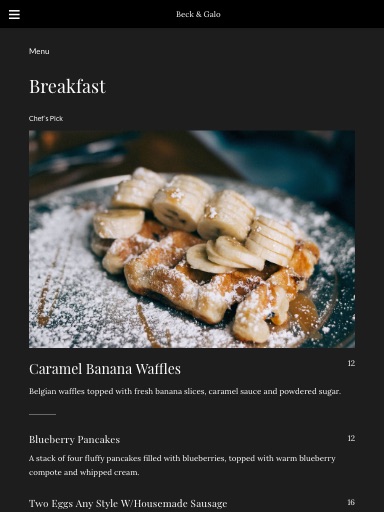 Beck & Galo
Menu
Breakfast
Chef's Pick
Caramel Banana Waffles 12
Belgian waffles topped with fresh banana slices, caramel sauce and powdered sugar.
Blueberry Pancakes 12
A stack of four fluffy pancakes filled with blueberries, topped with warm blueberry
compote and whipped cream.
Two Eggs Any Style W/Housemade Sausage 16